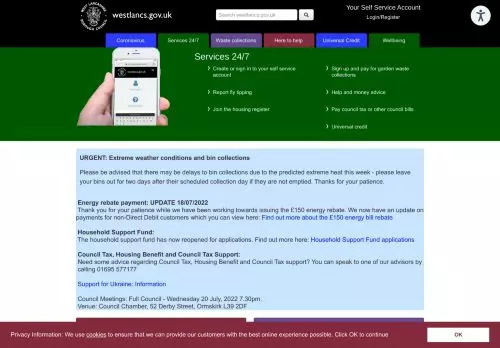 WEST LANCASHIRE
BOROUGH COUNCIL
westlancs.gov.uk
Search westlancs.gov.uk
Your Self Service Account
Login/Register
Coronavirus
Services 24/7
Waste collections
Here to help
Universal Credit
Wellbeing
Services 24/7
Create or sign in to your self service
account
Report fly tipping
Join the housing register
Sign up and pay for garden waste
collections
Help and money advice
Pay council tax or other council bills
Universal credit
URGENT: Extreme weather conditions and bin collections
Please be advised that there may be delays to bin collections due to the predicted extreme heat this week - please leave
your bins out for two days after their scheduled collection day if they are not emptied. Thanks for your patience.
Energy rebate payment: UPDATE 18/07/2022
Thank you for your patience while we have been working towards issuing the £150 energy rebate. We now have an update on
payments for non-Direct Debit customers which you can view here: Find out more about the £150 energy bill rebate
Household Support Fund:
The household support fund has now reopened for applications. Find out more here: Household Support Fund applications
Council Tax, Housing Benefit and Council Tax Support:
Need some advice regarding Council Tax, Housing Benefit and Council Tax support? You can speak to one of our advisors by
calling 01695 577177
Support for Ukraine: Information
Council Meetings: Full Council - Wednesday 20 July, 2022 7.30pm.
Venue: Council Chamber, 52 Derby Street, Ormskirk L39 2DF
Privacy Information: We use cookies to ensure that we can provide our customers with the best online experience possible. Click OK to continue
OK